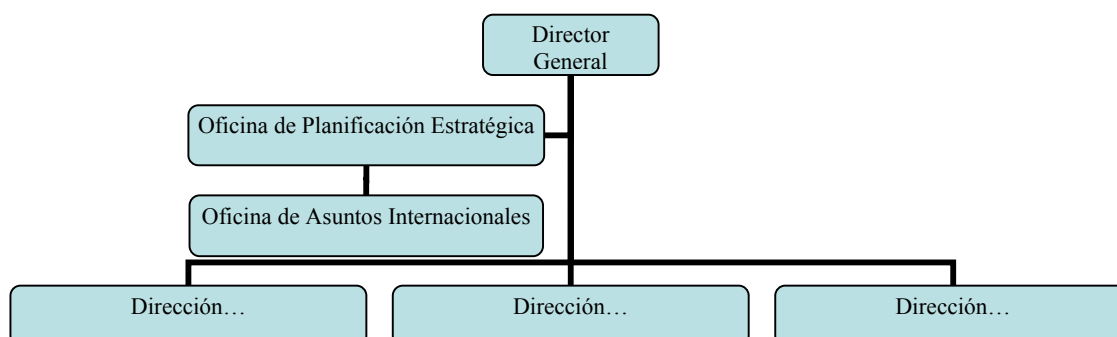 Director
General
Oficina de Planificación Estratégica
Oficina de Asuntos Internacionales
Dirección…
Dirección…
Dirección…